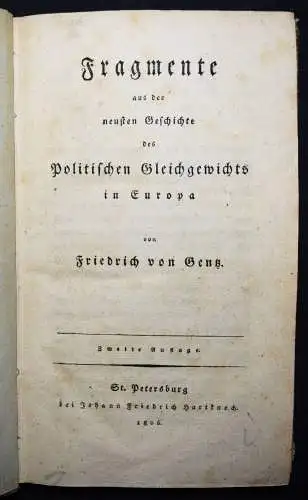 Fragmente
aus der
neuſten Geſchichte
des
Politiſchen Gleichgewichts
in Europa
von
Friedrich von Gentz.
Zweite Auflage.
St. Petersburg
bei Johann Friedrich Hartknoch.
1806.